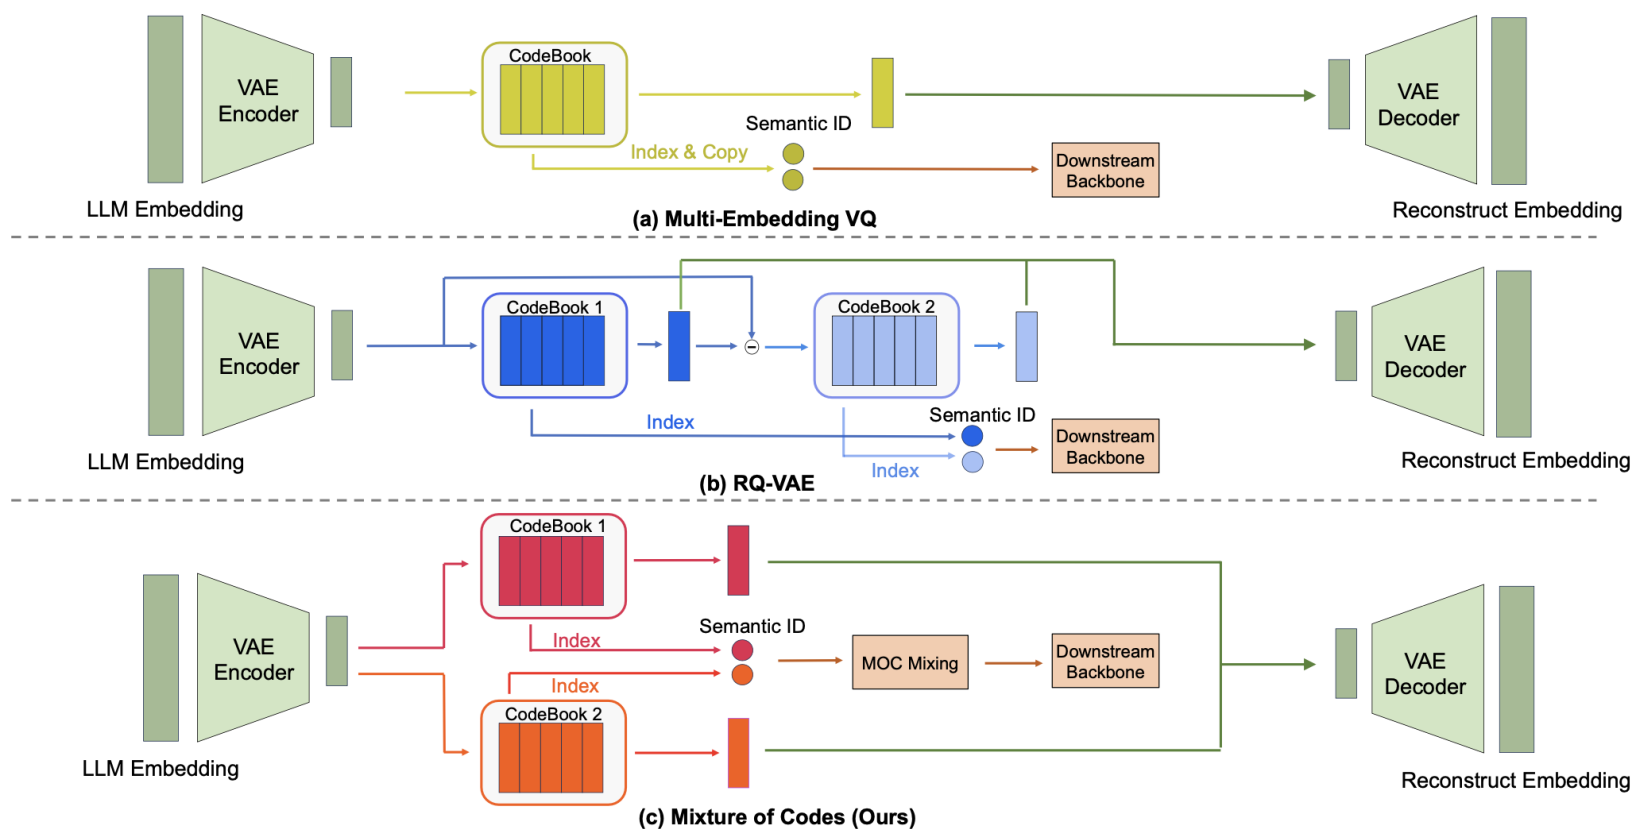 VAE
Encoder
LLM Embedding
CodeBook
Semantic ID
Index & Copy
Downstream
Backbone
VAE
Decoder
Reconstruct Embedding
(a) Multi-Embedding VQ
VAE
Encoder
LLM Embedding
CodeBook 1
CodeBook 2
Index
Semantic ID
Index
Downstream
Backbone
VAE
Decoder
Reconstruct Embedding
(b) RQ-VAE
VAE
Encoder
LLM Embedding
CodeBook 1
Index
Semantic ID
Index
CodeBook 2
MOC Mixing
Downstream
Backbone
VAE
Decoder
Reconstruct Embedding
(c) Mixture of Codes (Ours)